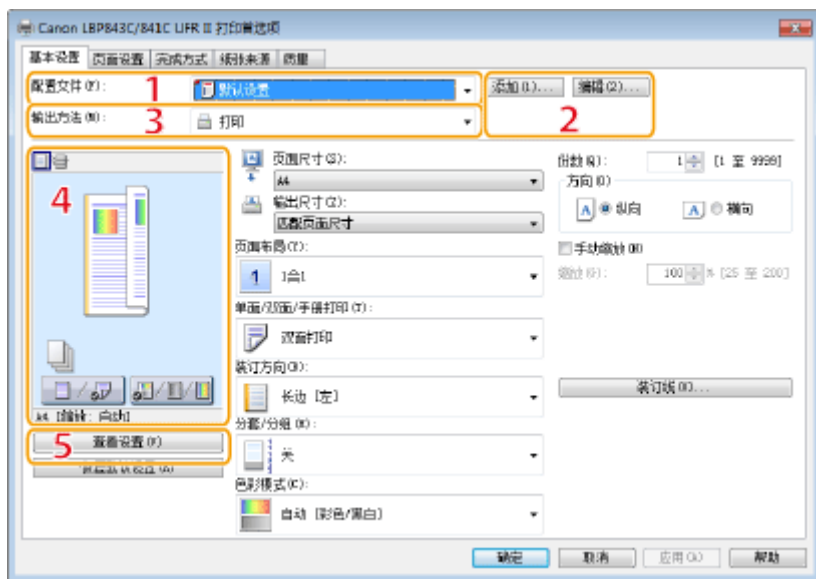 Canon LBP843C/841C UFR II 打印首选项
基本设置 页面设置 完成方式 纸张来源 质量
配置文件(F): 1 默认设置 添加(1)... 编辑(2)...
输出方法(M): 3 打印 2
4
页面尺寸(S): 份数(Q): 1 [1 至 9999]
A4 方向(O)
输出尺寸(Z): A 纵向 A 横向
匹配页面尺寸
页面布局(Y): 手动缩放(N)
1 1合1 缩放(G): 100 % [25 至 200]
单面/双面/手册打印(T):
双面打印
装订方向(B):
长边 [左] 装订线(X)...
A4 [缩放: 自动]
分套/分组(K):
5 查看设置(V) 关
恢复默认设置(A)
色彩模式(C):
自动 [彩色/黑白]
确定 取消 应用(A) 帮助